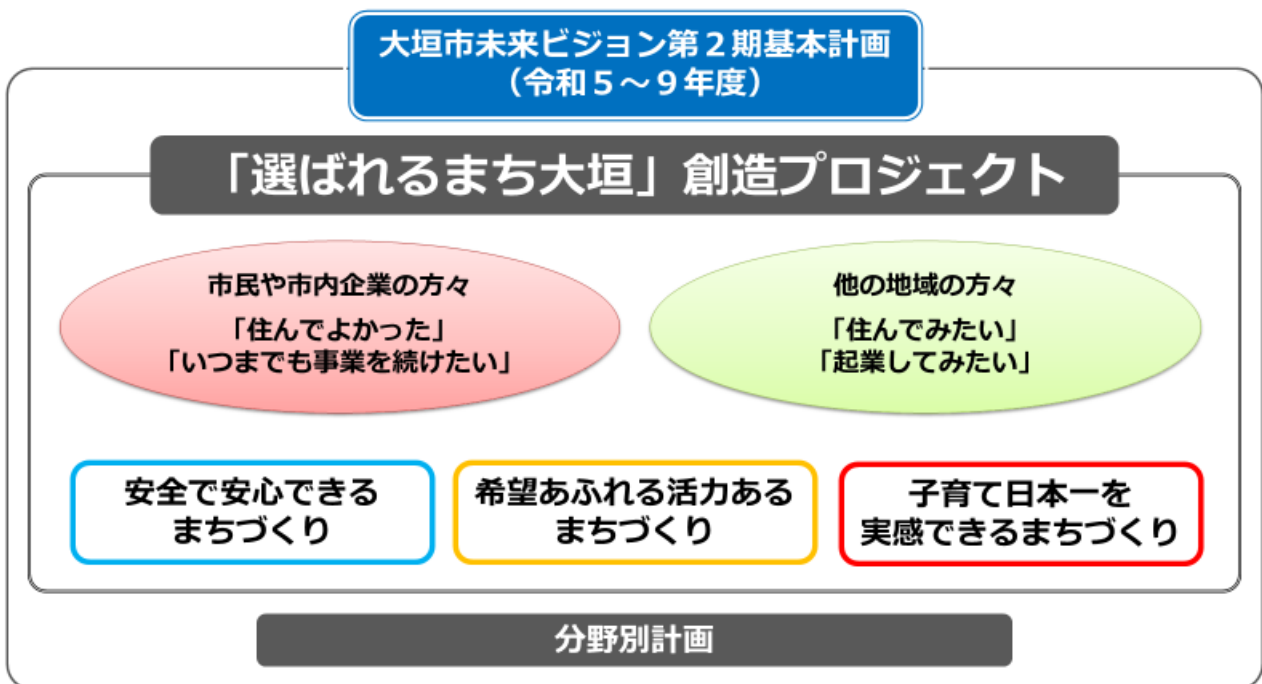 大垣市未来ビジョン第２期基本計画
（令和５～９年度）
「選ばれるまち大垣」創造プロジェクト
市民や市内企業の方々
「住んでよかった」
「いつまでも事業を続けたい」
他の地域の方々
「住んでみたい」
「起業してみたい」
安全で安心できる
まちづくり
希望あふれる活力ある
まちづくり
子育て日本一を
実感できるまちづくり
分野別計画